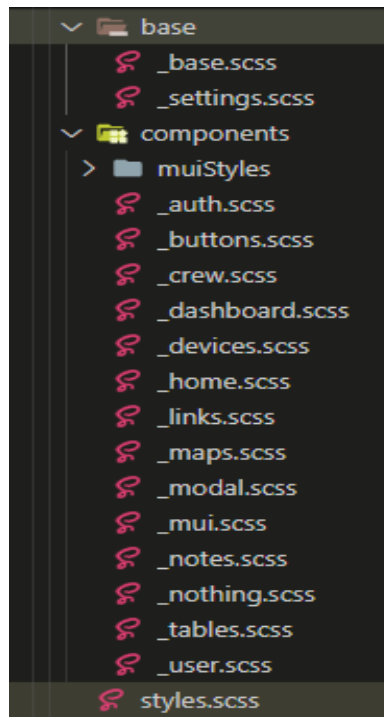 base
_base.scss
_settings.scss
components
muiStyles
_auth.scss
_buttons.scss
_crew.scss
_dashboard.scss
_devices.scss
_home.scss
_links.scss
_maps.scss
_modal.scss
_mui.scss
_notes.scss
_nothing.scss
_tables.scss
_user.scss
styles.scss